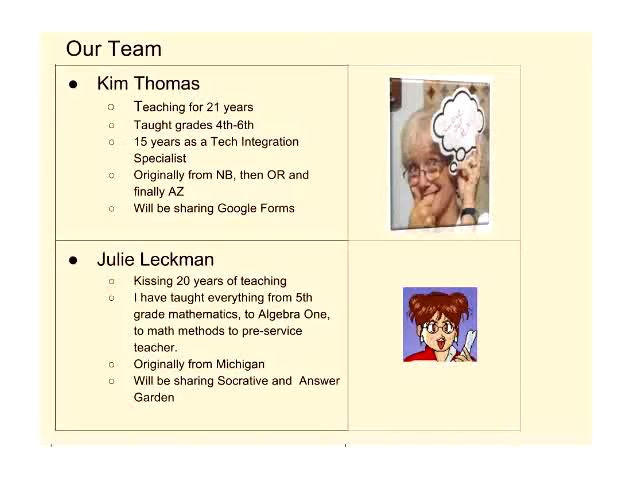 Our Team
● Kim Thomas
○ Teaching for 21 years
○ Taught grades 4th-6th
○ 15 years as a Tech Integration
Specialist
○ Originally from NB, then OR and
finally AZ
○ Will be sharing Google Forms
● Julie Leckman
○ Kissing 20 years of teaching
○ I have taught everything from 5th
grade mathematics, to Algebra One,
to math methods to pre-service
teacher.
○ Originally from Michigan
○ Will be sharing Socrative and Answer
Garden